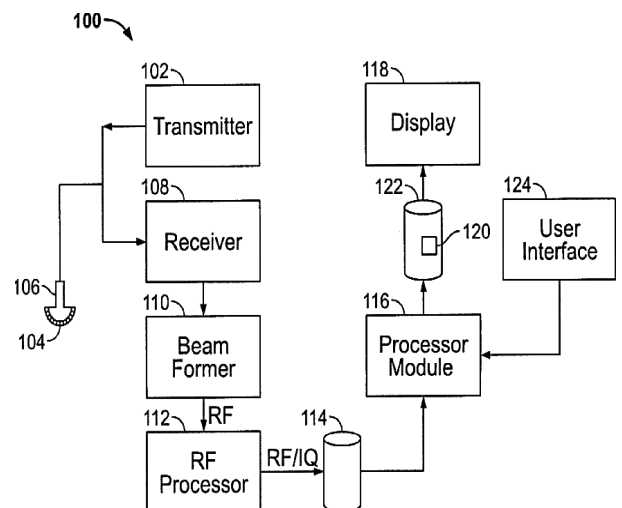 100
102
Transmitter
108
Receiver
106
104
110
Beam
Former
RF
112
RF
Processor
RF/IQ
114
118
Display
122
120
124
User
Interface
116
Processor
Module